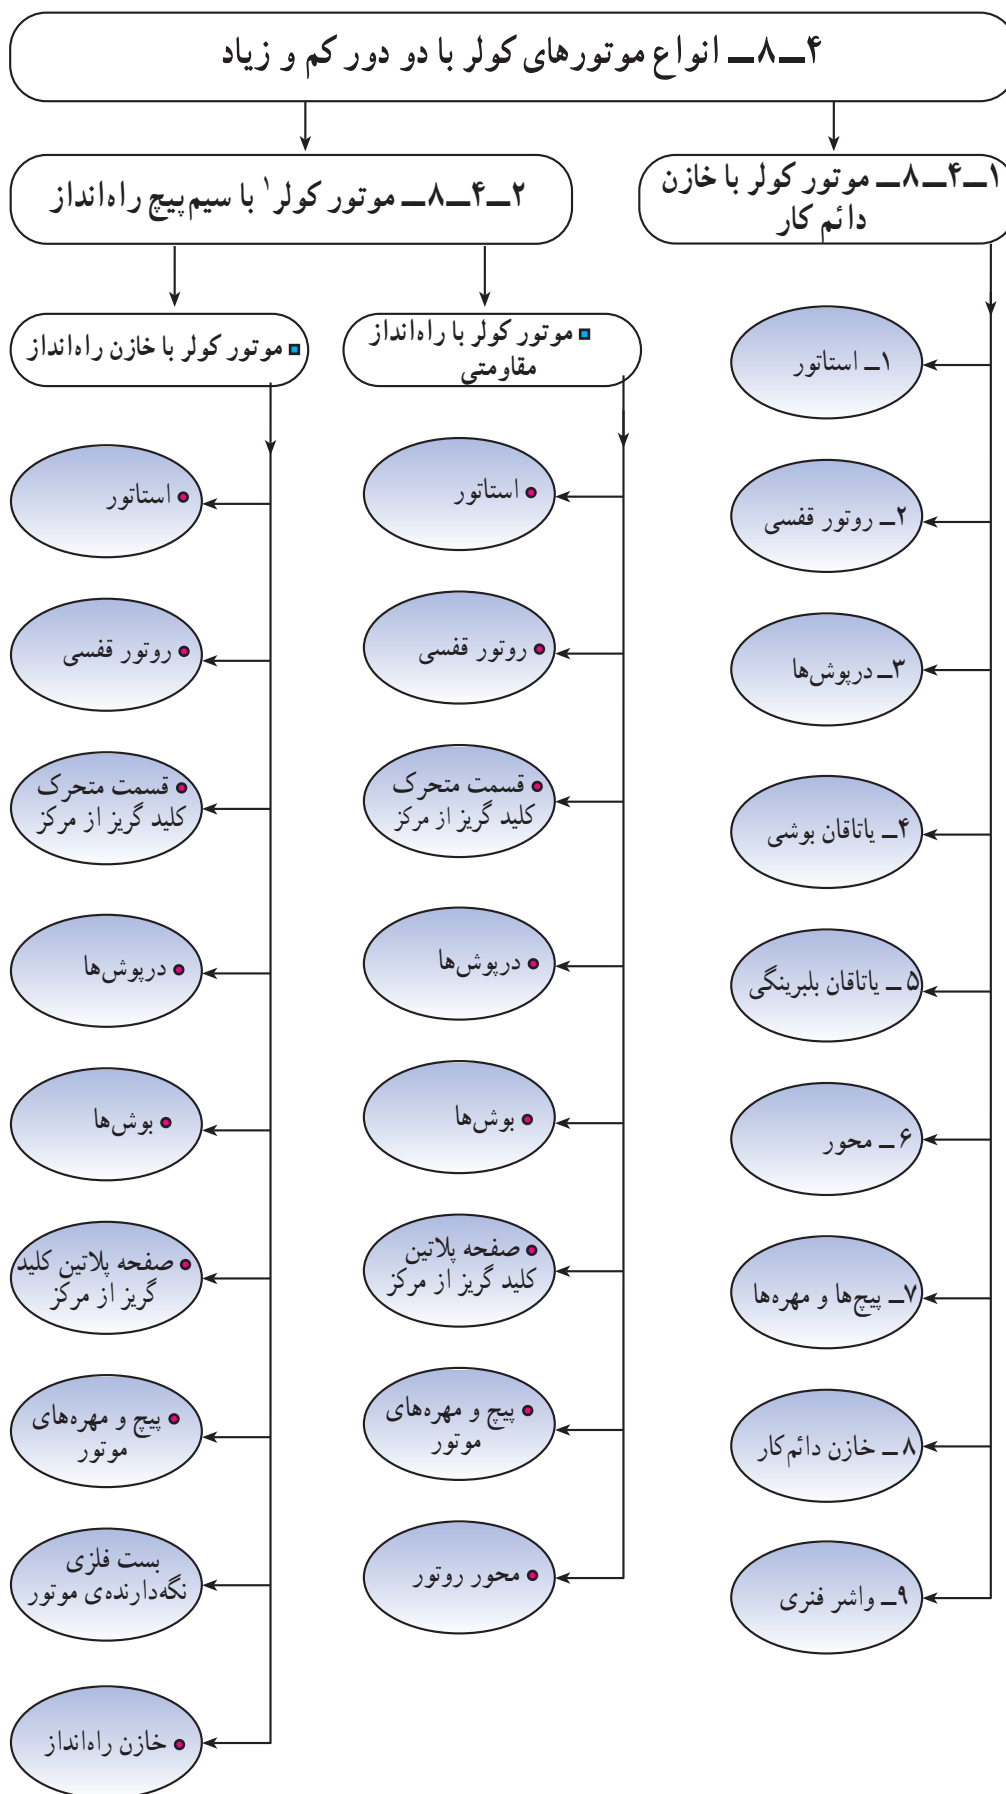 ۴ــ۸ــ انواع موتورهای کولر با دو دور کم و زیاد
۱ــ۴ــ۸ــ موتور کولر با خازن
دائم کار
۱ــ استاتور
۲ــ روتور قفسی
۳ــ درپوش‌ها
۴ــ یاتاقان بوشی
۵ ــ یاتاقان بلبرینگی
۶ ــ محور
۷ــ پیچ‌ها و مهره‌ها
۸ ــ خازن دائم‌کار
۹ــ واشر فنری
۲ــ۴ــ۸ــ موتور کولر۱ با سیم‌پیچ راه‌انداز
موتور کولر با راه‌انداز
مقاومتی
استاتور
روتور قفسی
قسمت متحرک
کلید گریز از مرکز
درپوش‌ها
بوش‌ها
صفحه پلاتین
کلید گریز از مرکز
پیچ و مهره‌های
موتور
محور روتور
موتور کولر با خازن راه‌انداز
استاتور
روتور قفسی
قسمت متحرک
کلید گریز از مرکز
درپوش‌ها
بوش‌ها
صفحه پلاتین کلید
گریز از مرکز
پیچ و مهره‌های
موتور
بست فلزی
نگه‌دارنده‌ی موتور
خازن راه‌انداز